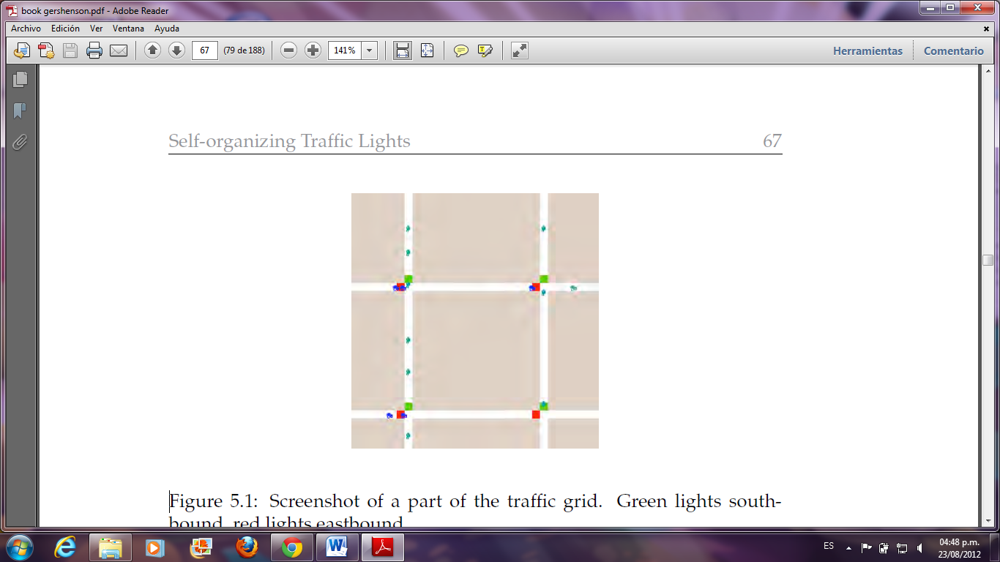 book gershenson.pdf - Adobe Reader
Archivo Edición Ver Ventana Ayuda
67 (79 de 188) 141% Herramientas Comentario
Self-organizing Traffic Lights 67
Figure 5.1: Screenshot of a part of the traffic grid. Green lights south-
bound, red lights eastbound
ES 04:48 p.m.
23/08/2012